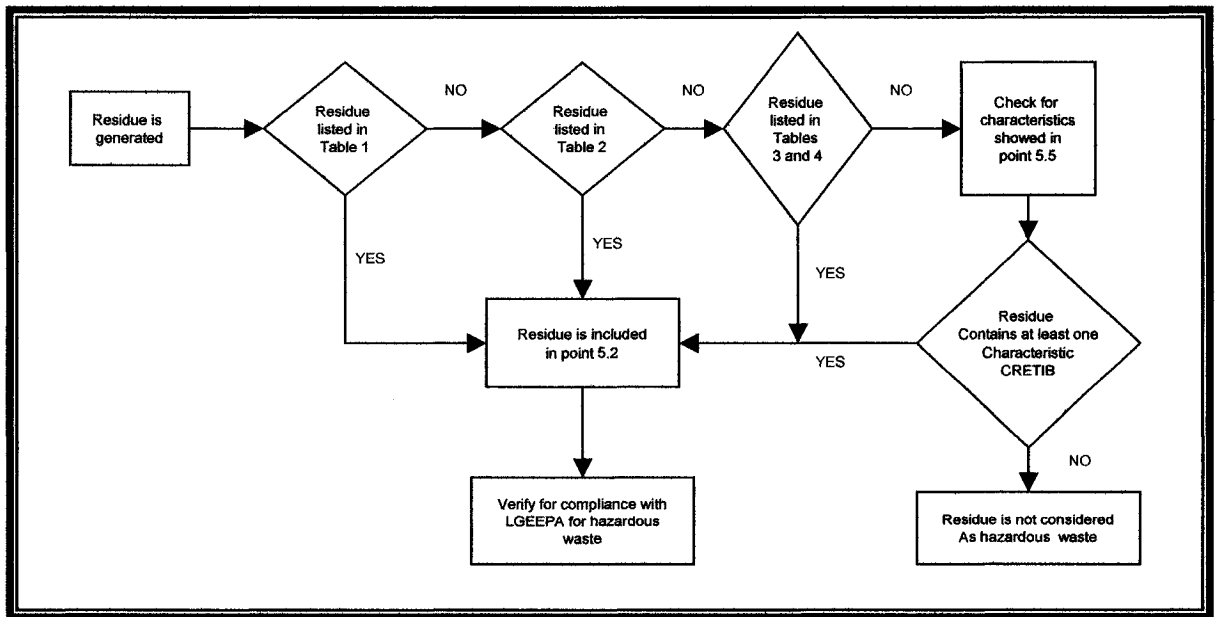 Residue is
generated
Residue
listed in
Table 1
NO
Residue
listed in
Table 2
NO
Residue
listed in
Tables
3 and 4
NO
Check for
characteristics
showed in
point 5.5
YES
YES
YES
Residue is included
in point 5.2
YES
Residue
Contains at least one
Characteristic
CRETIB
NO
Verify for compliance with
LGEEPA for hazardous
waste
Residue is not considered
As hazardous waste